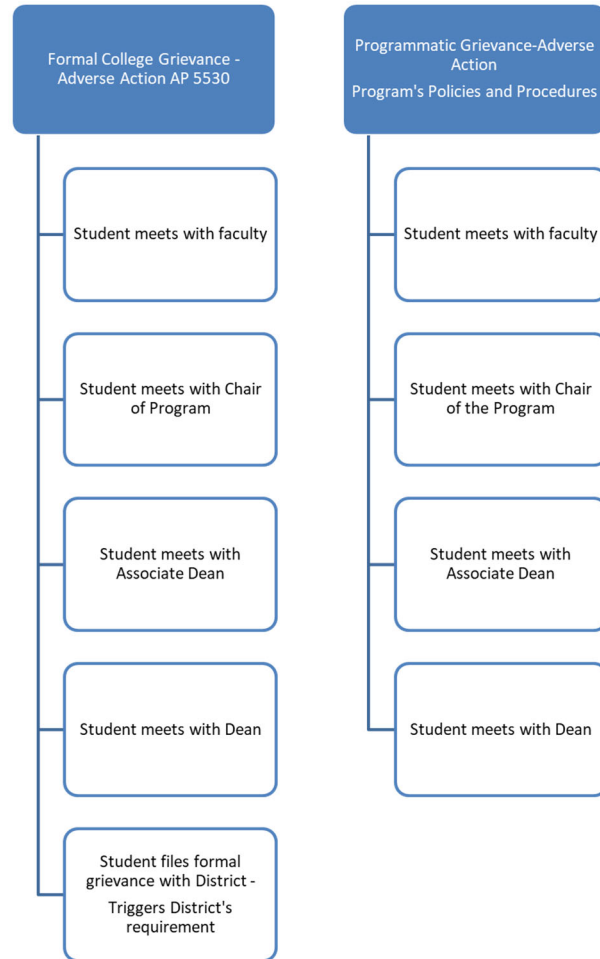 Formal College Grievance -
Adverse Action AP 5530
Student meets with faculty
Student meets with Chair
of Program
Student meets with
Associate Dean
Student meets with Dean
Student files formal
grievance with District -
Triggers District's
requirement
Programmatic Grievance-Adverse
Action
Program's Policies and Procedures
Student meets with faculty
Student meets with Chair
of the Program
Student meets with
Associate Dean
Student meets with Dean